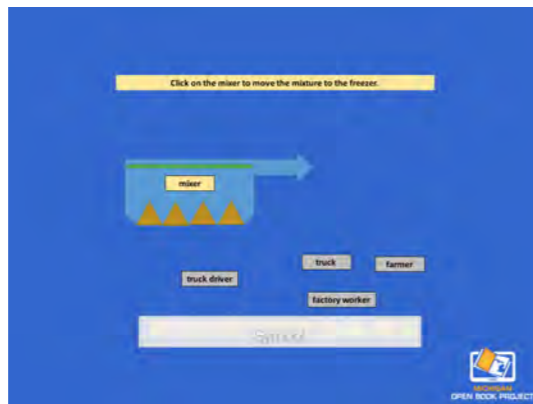 Click on the mixer to move the mixture to the freezer.
mixer
truck
farmer
truck driver
factory worker
MICHIGAN
OPEN BOOK PROJECT